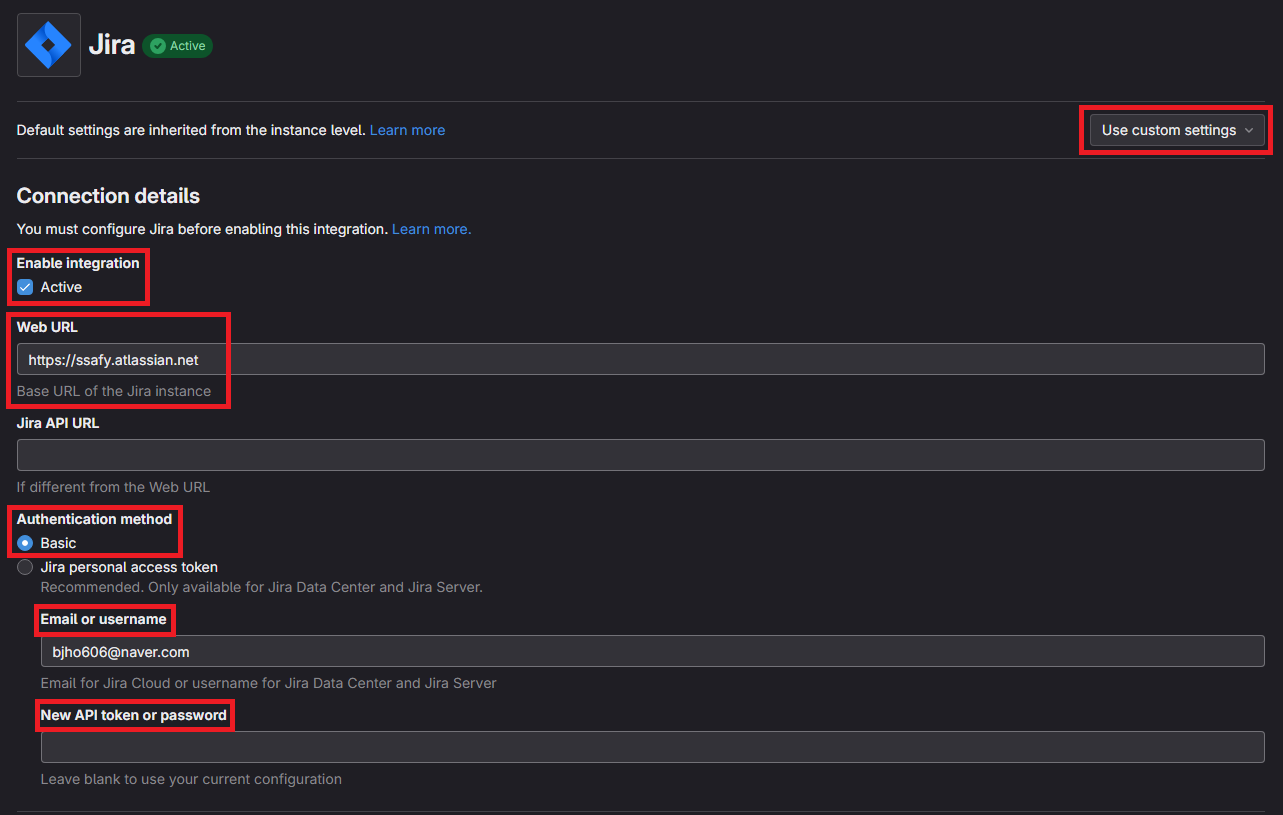 Jira
Active
Default settings are inherited from the instance level. Learn more
Use custom settings
Connection details
You must configure Jira before enabling this integration. Learn more.
Enable integration
Active
Web URL
https://ssafy.atlassian.net
Base URL of the Jira instance
Jira API URL
If different from the Web URL
Authentication method
Basic
Jira personal access token
Recommended. Only available for Jira Data Center and Jira Server.
Email or username
bjho606@naver.com
Email for Jira Cloud or username for Jira Data Center and Jira Server
New API token or password
Leave blank to use your current configuration